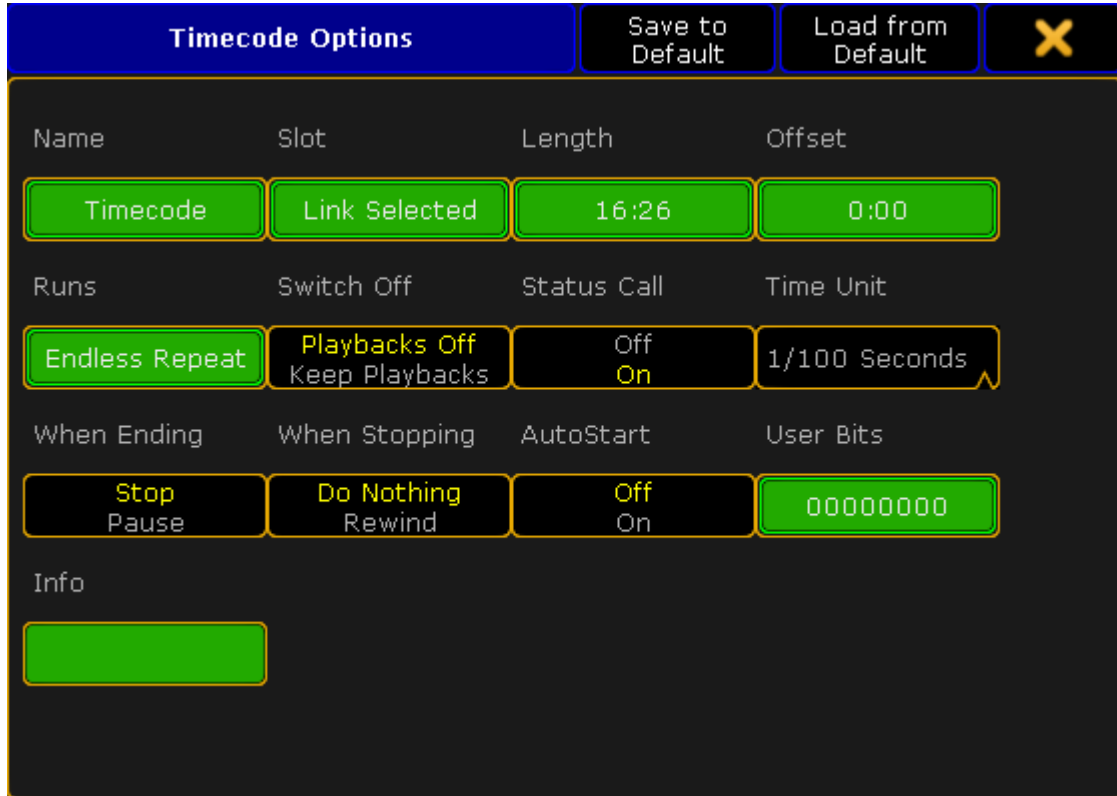 Timecode Options
Save to
Default
Load from
Default
Name
Slot
Length
Offset
Timecode
Link Selected
16:26
0:00
Runs
Switch Off
Status Call
Time Unit
Endless Repeat
Playbacks Off
Keep Playbacks
Off
On
1/100 Seconds
When Ending
When Stopping
AutoStart
User Bits
Stop
Pause
Do Nothing
Rewind
Off
On
00000000
Info